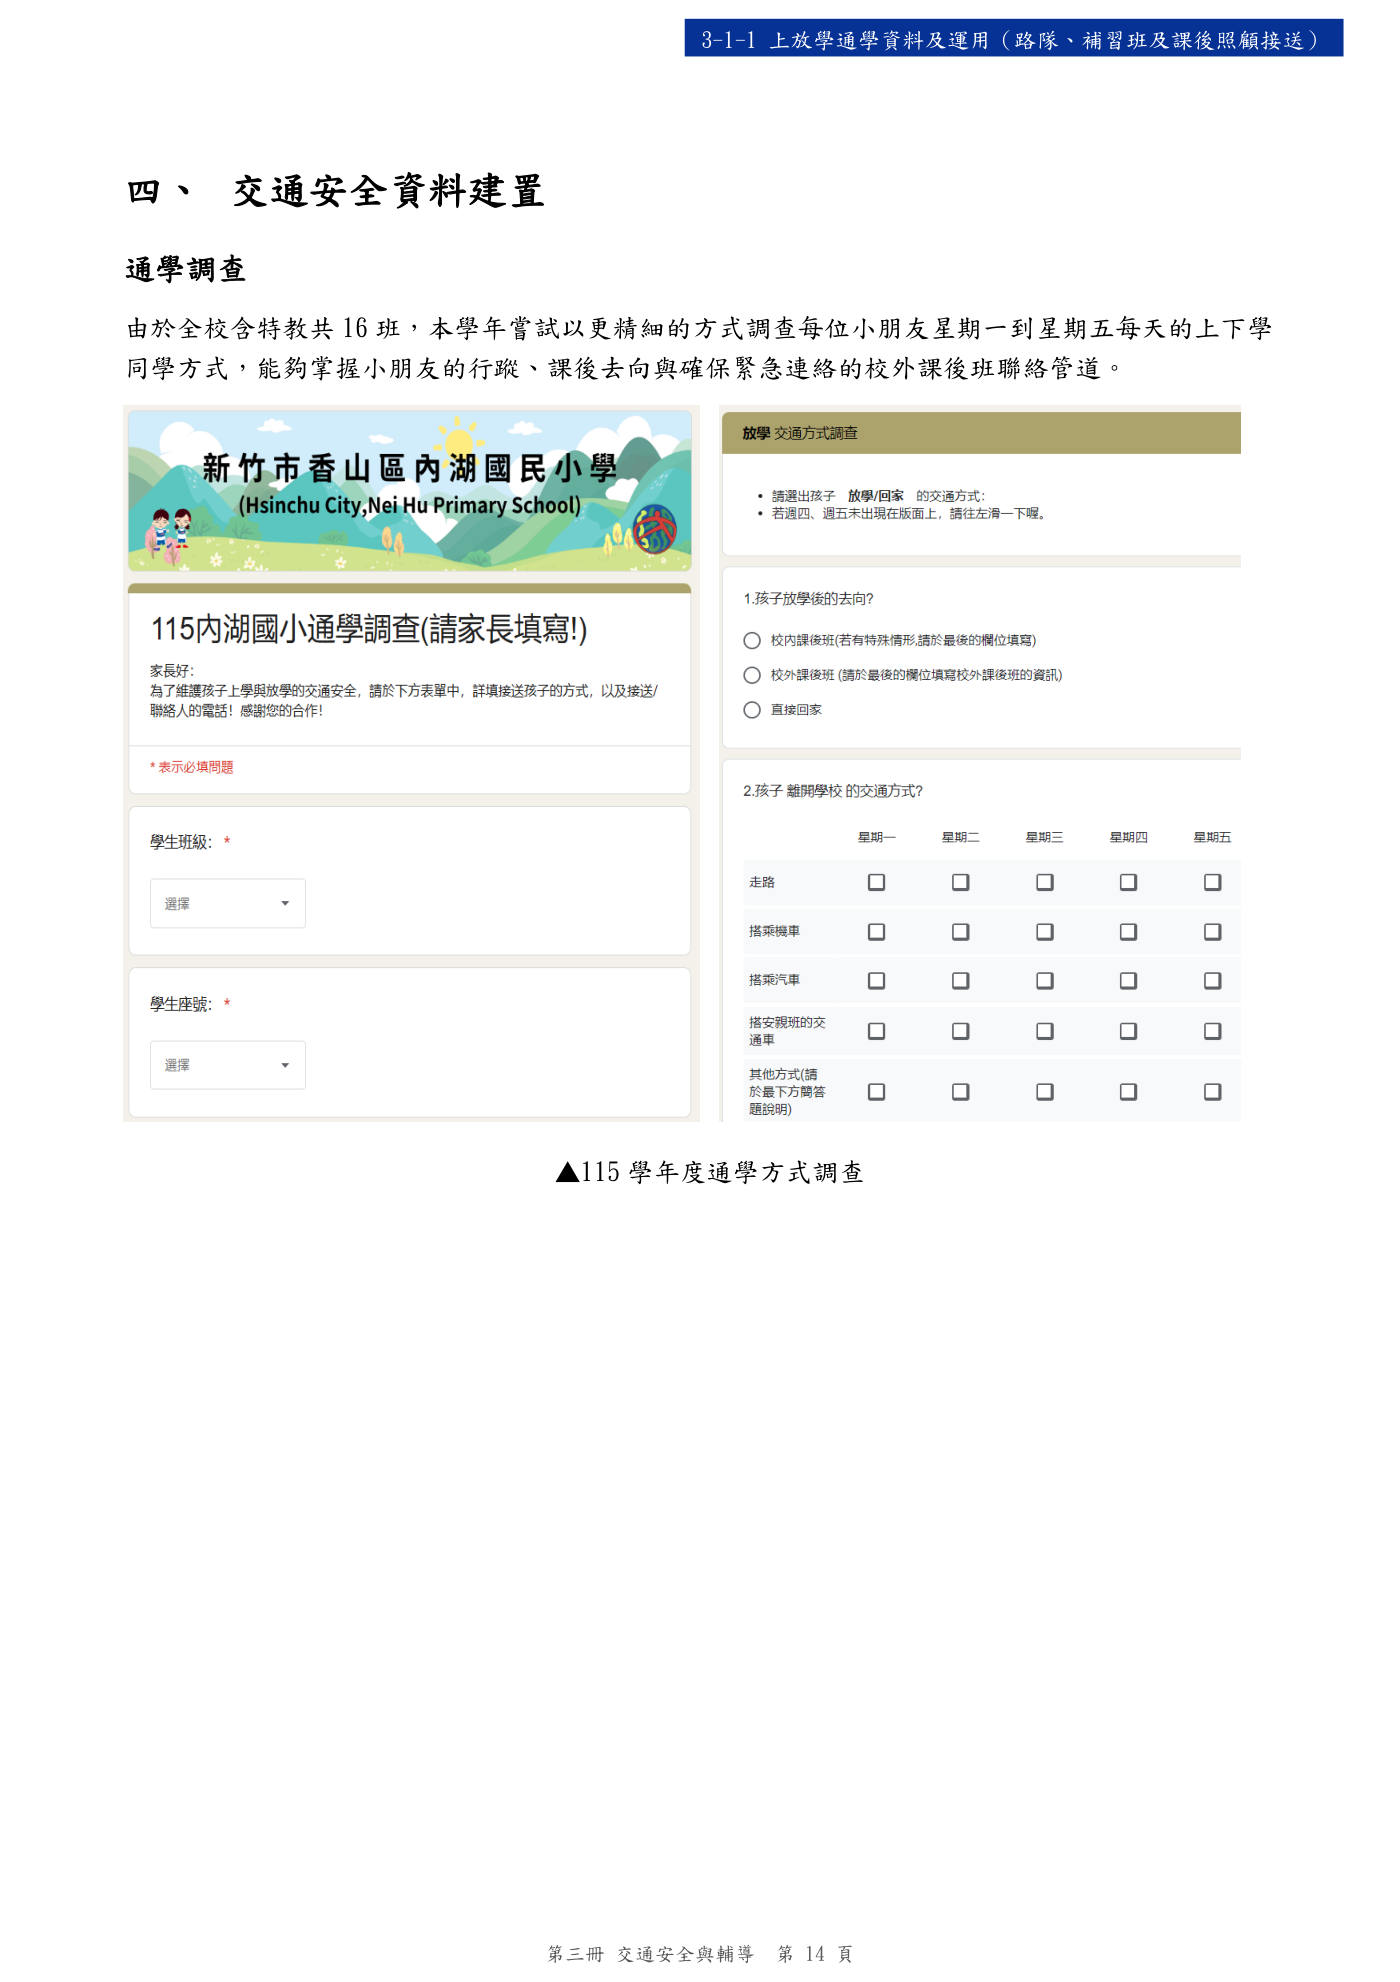 3-1-1 上放學通學資料及運用（路隊、補習班及課後照顧接送）
四、 交通安全資料建置
通學調查
由於全校含特教共 16 班，本學年嘗試以更精細的方式調查每位小朋友星期一到星期五每天的上下學
同學方式，能夠掌握小朋友的行蹤、課後去向與確保緊急連絡的校外課後班聯絡管道。
新竹市香山區內湖國民小學
(Hsinchu City,Nei Hu Primary School)
115內湖國小通學調查(請家長填寫!)
家長好：
為了維護孩子上學與放學的交通安全，請於下方表單中，詳填接送孩子的方式，以及接送/
聯絡人的電話！感謝您的合作！
* 表示必填問題
學生班級： *
選擇
學生座號： *
選擇
放學 交通方式調查
• 請選出孩子 放學/回家 的交通方式：
• 若週四、週五未出現在版面上，請往左滑一下喔。
1.孩子放學後的去向?
校內課後班(若有特殊情形,請於最後的欄位填寫)
校外課後班 (請於最後的欄位填寫校外課後班的資訊)
直接回家
2.孩子 離開學校 的交通方式?
星期一 星期二 星期三 星期四 星期五
走路
搭乘機車
搭乘汽車
搭安親班的交
通車
其他方式(請
於最下方簡答
題說明)
▲115 學年度通學方式調查
第三冊 交通安全與輔導 第 14 頁